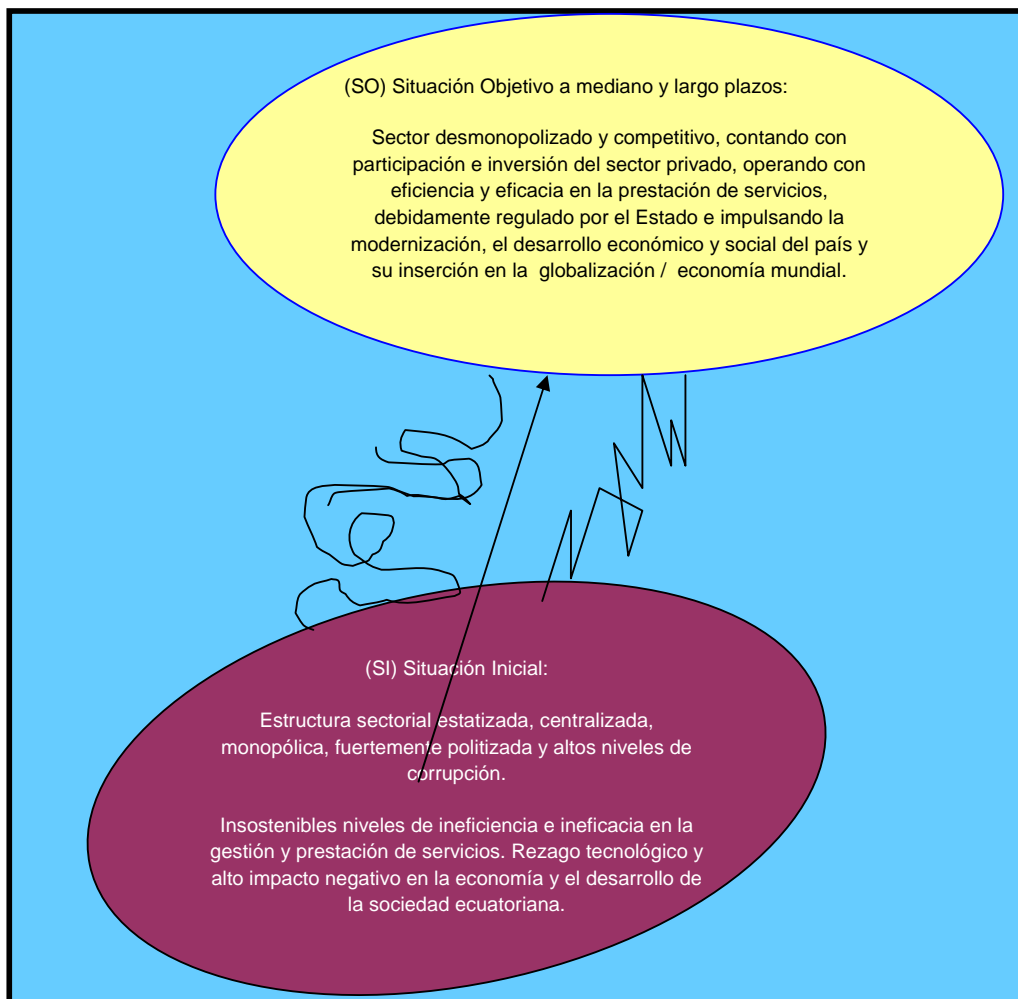 (SO) Situación Objetivo a mediano y largo plazos:
Sector desmonopolizado y competitivo, contando con
participación e inversión del sector privado, operando con
eficiencia y eficacia en la prestación de servicios,
debidamente regulado por el Estado e impulsando la
modernización, el desarrollo económico y social del país y
su inserción en la globalización / economía mundial.
(SI) Situación Inicial:
Estructura sectorial estatizada, centralizada,
monopólica, fuertemente politizada y altos niveles de
corrupción.
Insostenibles niveles de ineficiencia e ineficacia en la
gestión y prestación de servicios. Rezago tecnológico y
alto impacto negativo en la economía y el desarrollo de
la sociedad ecuatoriana.